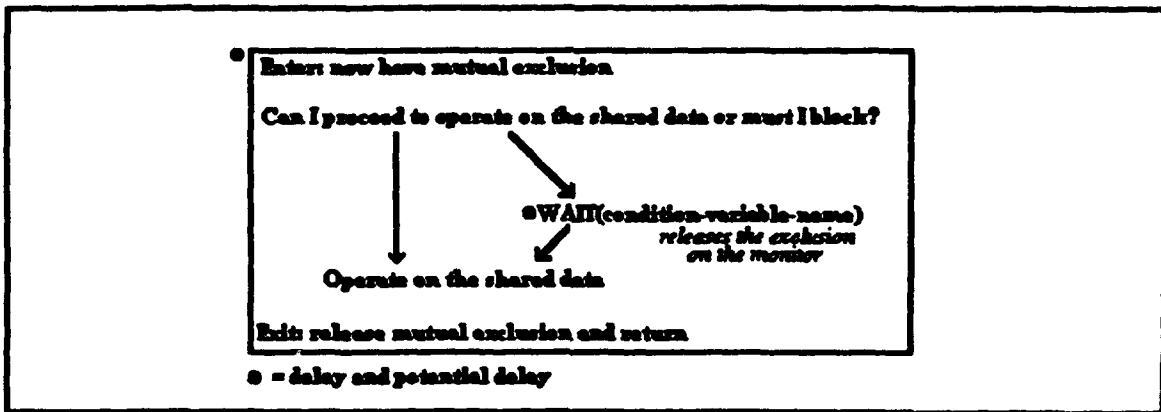 Enter: now have mutual exclusion
Can I proceed to operate on the shared data or must I block?
WAIT(condition-variable-name)
releases the exclusion
on the monitor
Operate on the shared data
Exit: release mutual exclusion and return
= delay and potential delay